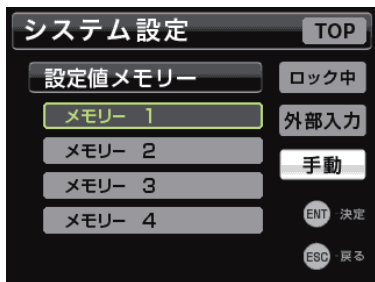 システム設定
TOP
設定値メモリー
ロック中
メモリー 1
外部入力
メモリー 2
手動
メモリー 3
メモリー 4
ENT - 決定
ESC - 戻る